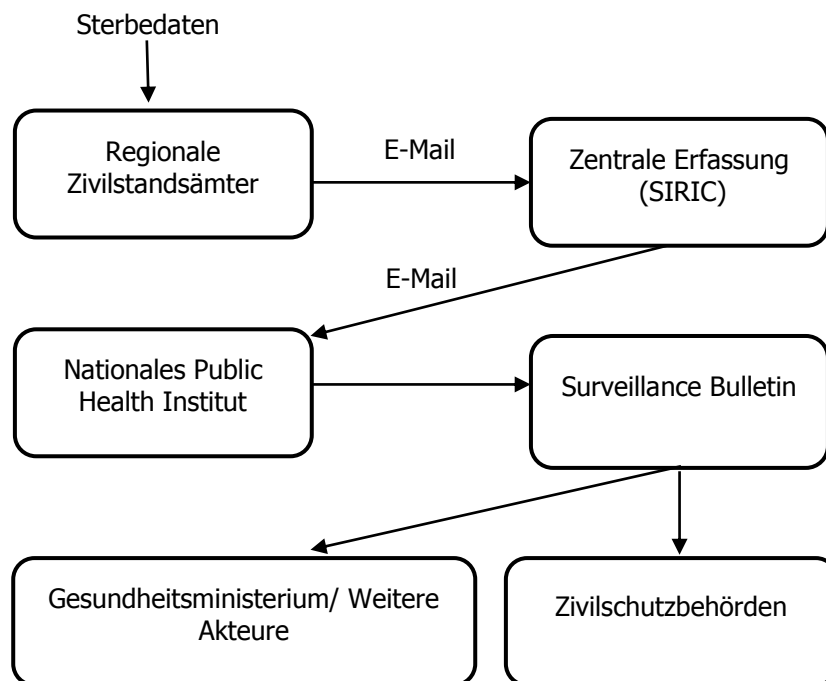 Sterbedaten
Regionale
Zivilstandsämter
E-Mail
Zentrale Erfassung
(SIRIC)
E-Mail
Nationales Public
Health Institut
Surveillance Bulletin
Gesundheitsministerium/ Weitere
Akteure
Zivilschutzbehörden